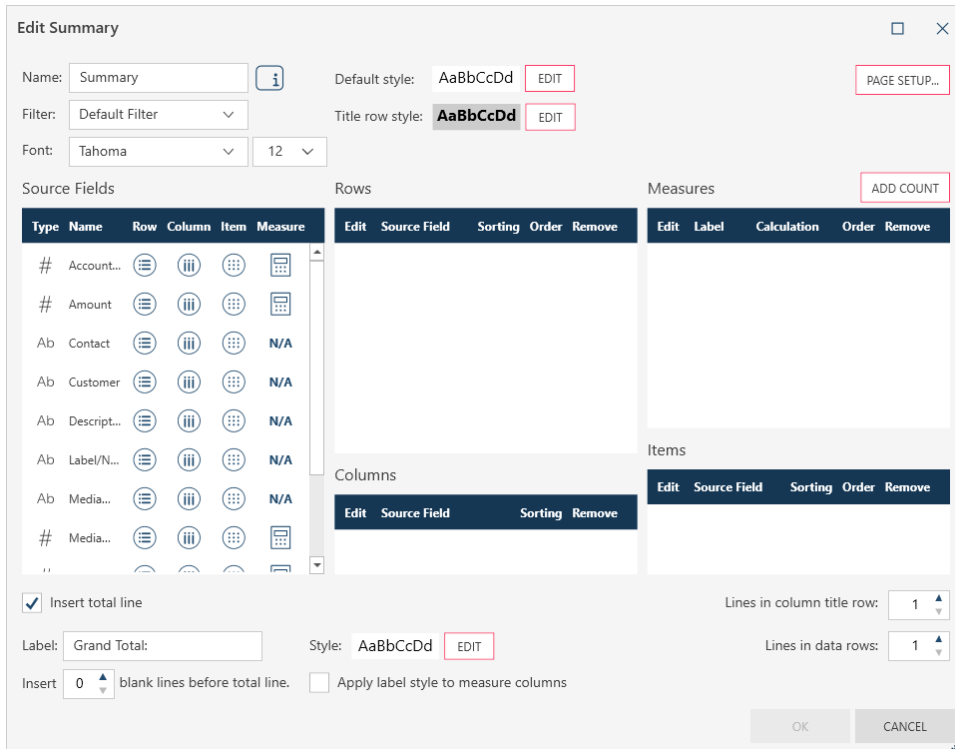 Edit Summary
Name: Summary
Default style: AaBbCcDd EDIT
PAGE SETUP...
Filter: Default Filter
Title row style: AaBbCcDd EDIT
Font: Tahoma 12
Source Fields
Type Name Row Column Item Measure
# Account...
# Amount
Ab Contact N/A
Ab Customer N/A
Ab Descript... N/A
Ab Label/N... N/A
Ab Media... N/A
# Media...
Rows
Edit Source Field Sorting Order Remove
Columns
Edit Source Field Sorting Remove
Measures ADD COUNT
Edit Label Calculation Order Remove
Items
Edit Source Field Sorting Order Remove
Insert total line
Lines in column title row: 1
Label: Grand Total:
Style: AaBbCcDd EDIT
Lines in data rows: 1
Insert 0 blank lines before total line.
Apply label style to measure columns
OK CANCEL